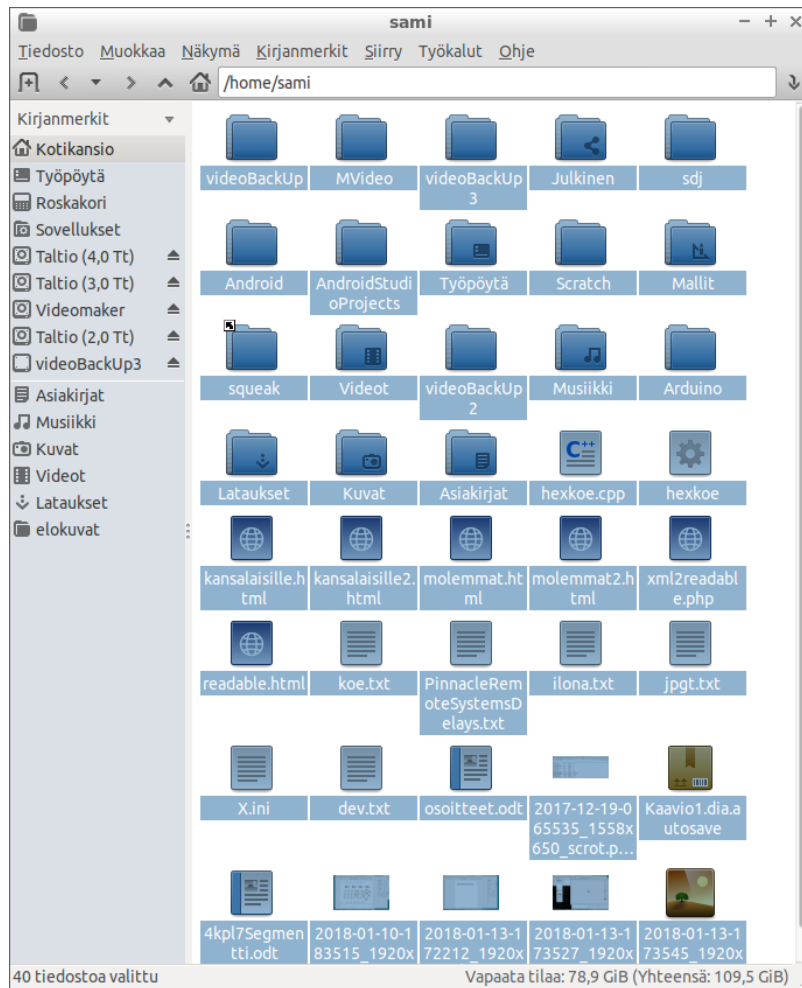 sami
Tiedosto Muokkaa Näkymä Kirjanmerkit Siirry Työkalut Ohje
/home/sami
Kirjanmerkit
Kotikansio
Työpöytä
Roskakori
Sovellukset
Taltio (4,0 Tt)
Taltio (3,0 Tt)
Videomaker
Taltio (2,0 Tt)
videoBackUp3
Asiakirjat
Musiikki
Kuvat
Videot
Lataukset
elokuvat
videoBackUp
MVideo
videoBackUp
3
Julkinen
sdj
Android
AndroidStudi
oProjects
Työpöytä
Scratch
Mallit
squeak
Videot
videoBackUp
2
Musiikki
Arduino
Lataukset
Kuvat
Asiakirjat
C++
hexkoe.cpp
hexkoe
kansalaisille.h
tml
kansalaisille2.
html
molemmat.ht
ml
molemmat2.h
tml
xml2readabl
e.php
readable.html
koe.txt
PinnacleRem
oteSystemsD
elays.txt
ilona.txt
jpgt.txt
X.ini
dev.txt
osoitteet.odt
2017-12-19-0
65535_1558x
650_scrot.p...
Kaavio1.dia.a
utosave
4kpl7Segmen
tti.odt
2018-01-10-1
83515_1920x
2018-01-13-1
72212_1920x
2018-01-13-1
73527_1920x
2018-01-13-1
73545_1920x
40 tiedostoa valittu
Vapaata tilaa: 78,9 GiB (Yhteensä: 109,5 GiB)